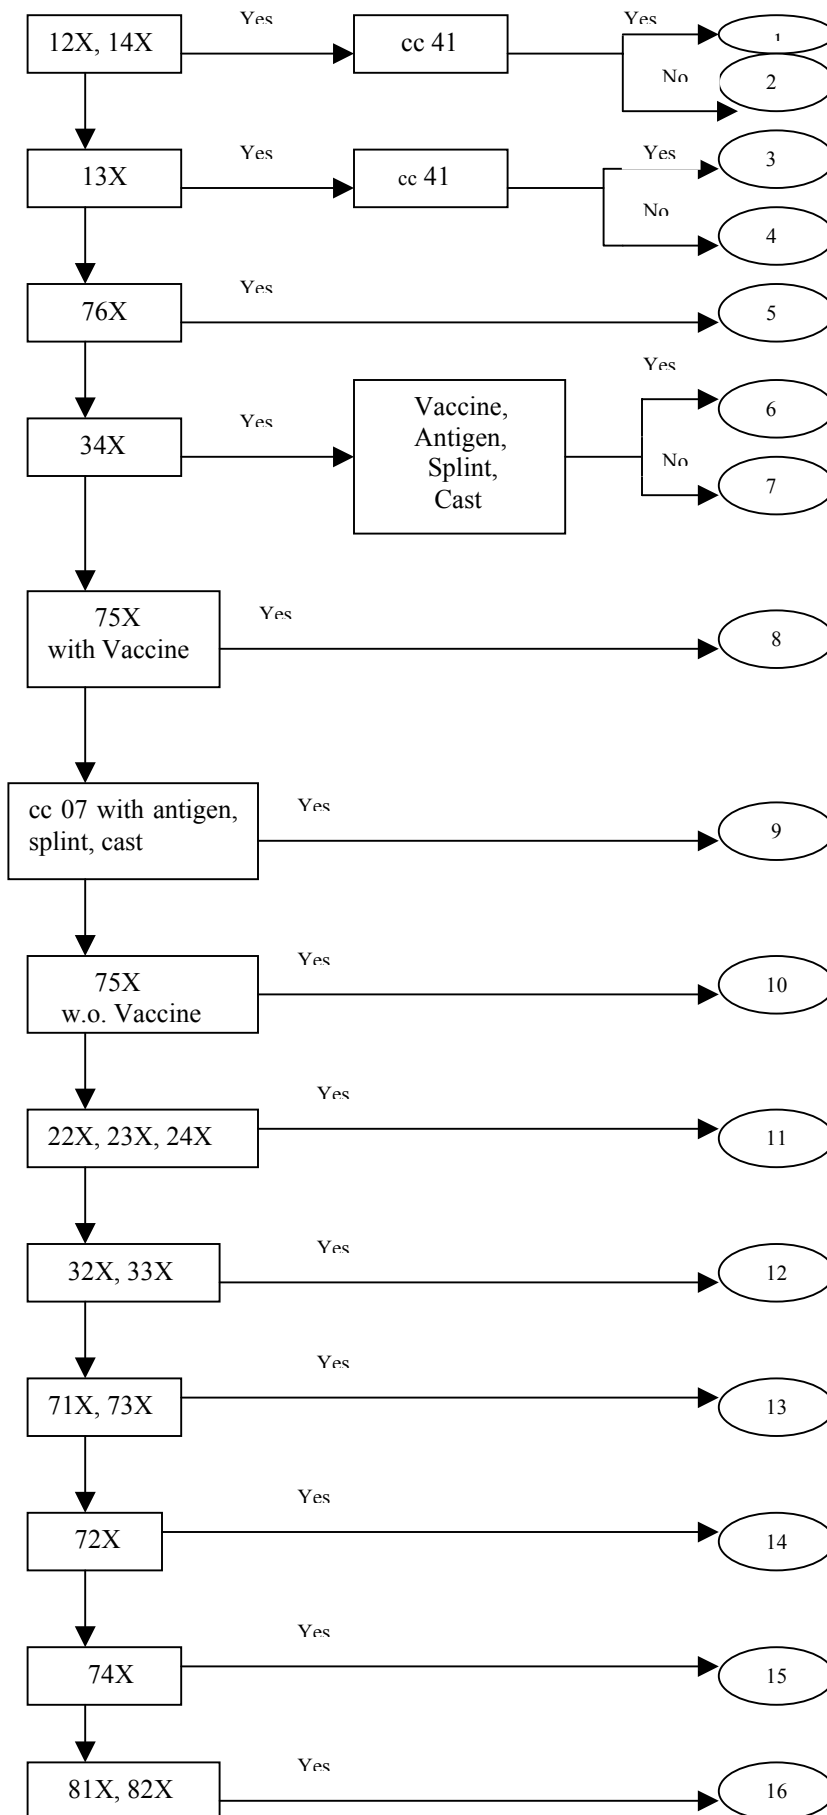 Yes
Yes
12X, 14X
cc 41
1
No
2
13X
Yes
cc 41
Yes
3
No
4
76X
Yes
5
34X
Yes
Vaccine,
Antigen,
Splint,
Cast
Yes
6
No
7
75X
with Vaccine
Yes
8
cc 07 with antigen,
splint, cast
Yes
9
75X
w.o. Vaccine
Yes
10
22X, 23X, 24X
Yes
11
32X, 33X
Yes
12
71X, 73X
Yes
13
72X
Yes
14
74X
Yes
15
81X, 82X
Yes
16